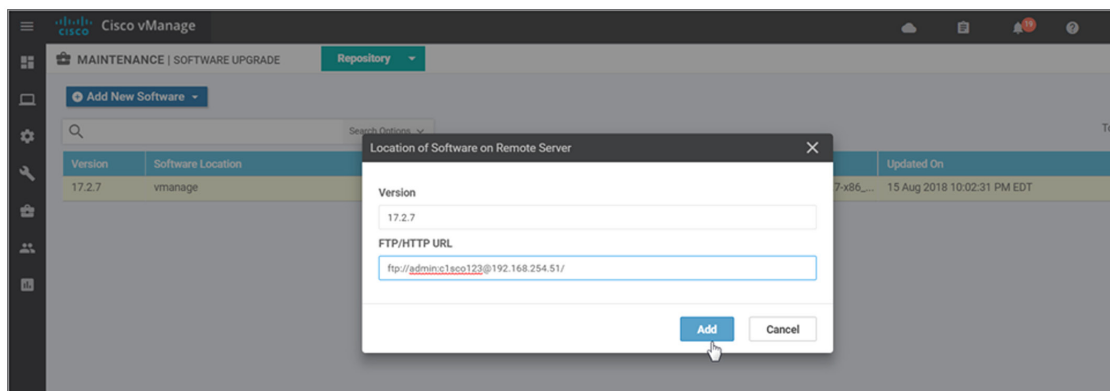 cisco Cisco vManage
19
MAINTENANCE | SOFTWARE UPGRADE Repository
Add New Software
Search Options
Location of Software on Remote Server
Version Software Location Updated On
17.2.7 vmanage 7-x86_... 15 Aug 2018 10:02:31 PM EDT
Version
17.2.7
FTP/HTTP URL
ftp://admin:c1sco123@192.168.254.51/
Add Cancel